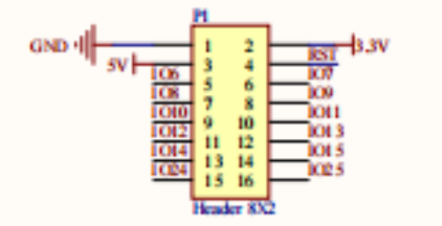 P1
GND 1 2 3.3V
5V 3 4 RST
IO6 5 6 IO7
IO8 7 8 IO9
IO10 9 10 IO11
IO12 11 12 IO13
IO14 13 14 IO15
IO24 15 16 IO25
Header 8X2